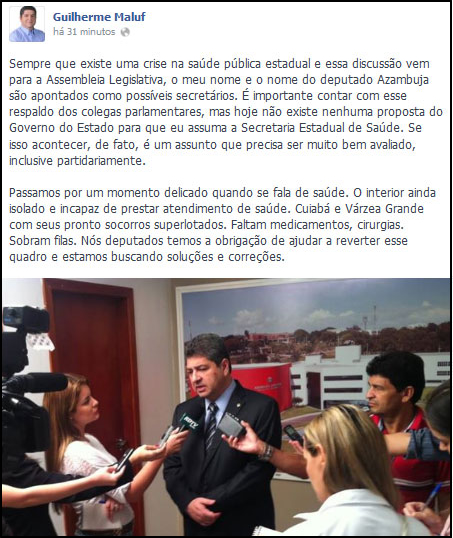 Guilherme Maluf
há 31 minutos
Sempre que existe uma crise na saúde pública estadual e essa discussão vem
para a Assembleia Legislativa, o meu nome e o nome do deputado Azambuja
são apontados como possíveis secretários. É importante contar com esse
respaldo dos colegas parlamentares, mas hoje não existe nenhuma proposta do
Governo do Estado para que eu assuma a Secretaria Estadual de Saúde. Se
isso acontecer, de fato, é um assunto que precisa ser muito bem avaliado,
inclusive partidariamente.
Passamos por um momento delicado quando se fala de saúde. O interior ainda
isolado e incapaz de prestar atendimento de saúde. Cuiabá e Várzea Grande
com seus pronto socorros superlotados. Faltam medicamentos, cirurgias.
Sobram filas. Nós deputados temos a obrigação de ajudar a reverter esse
quadro e estamos buscando soluções e correções.